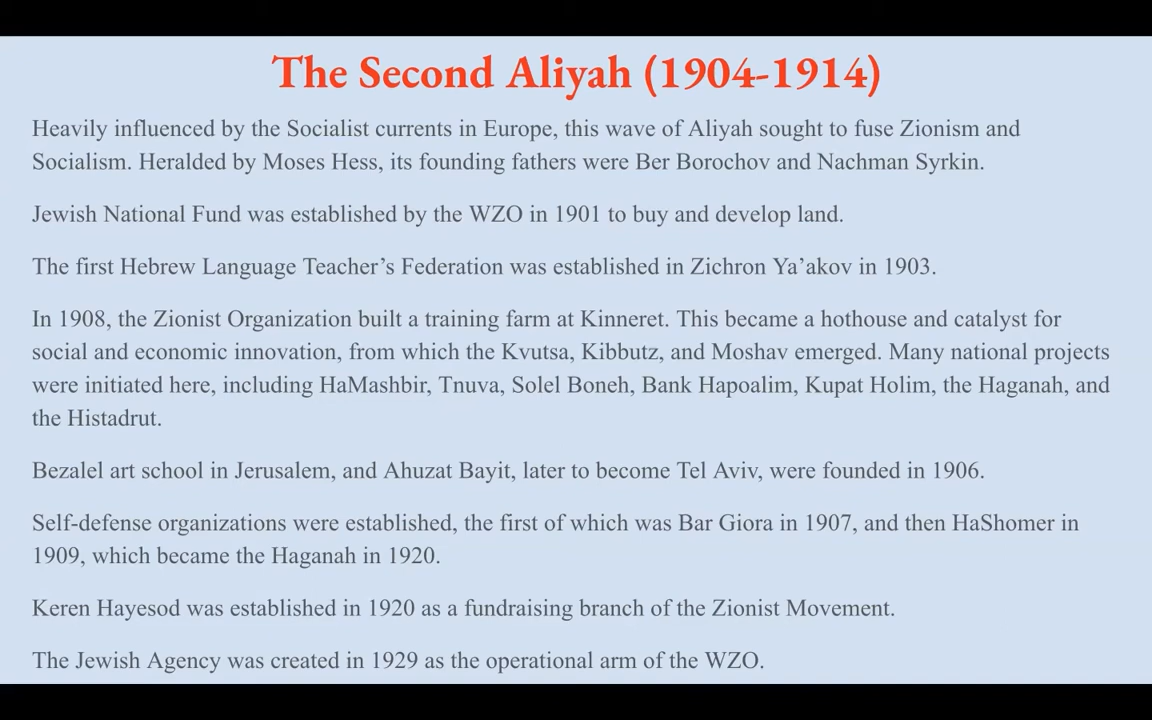 The Second Aliyah (1904-1914)
Heavily influenced by the Socialist currents in Europe, this wave of Aliyah sought to fuse Zionism and
Socialism. Heralded by Moses Hess, its founding fathers were Ber Borochov and Nachman Syrkin.
Jewish National Fund was established by the WZO in 1901 to buy and develop land.
The first Hebrew Language Teacher’s Federation was established in Zichron Ya’akov in 1903.
In 1908, the Zionist Organization built a training farm at Kinneret. This became a hothouse and catalyst for
social and economic innovation, from which the Kvutsa, Kibbutz, and Moshav emerged. Many national projects
were initiated here, including HaMashbir, Tnuva, Solel Boneh, Bank Hapoalim, Kupat Holim, the Haganah, and
the Histadrut.
Bezalel art school in Jerusalem, and Ahuzat Bayit, later to become Tel Aviv, were founded in 1906.
Self-defense organizations were established, the first of which was Bar Giora in 1907, and then HaShomer in
1909, which became the Haganah in 1920.
Keren Hayesod was established in 1920 as a fundraising branch of the Zionist Movement.
The Jewish Agency was created in 1929 as the operational arm of the WZO.